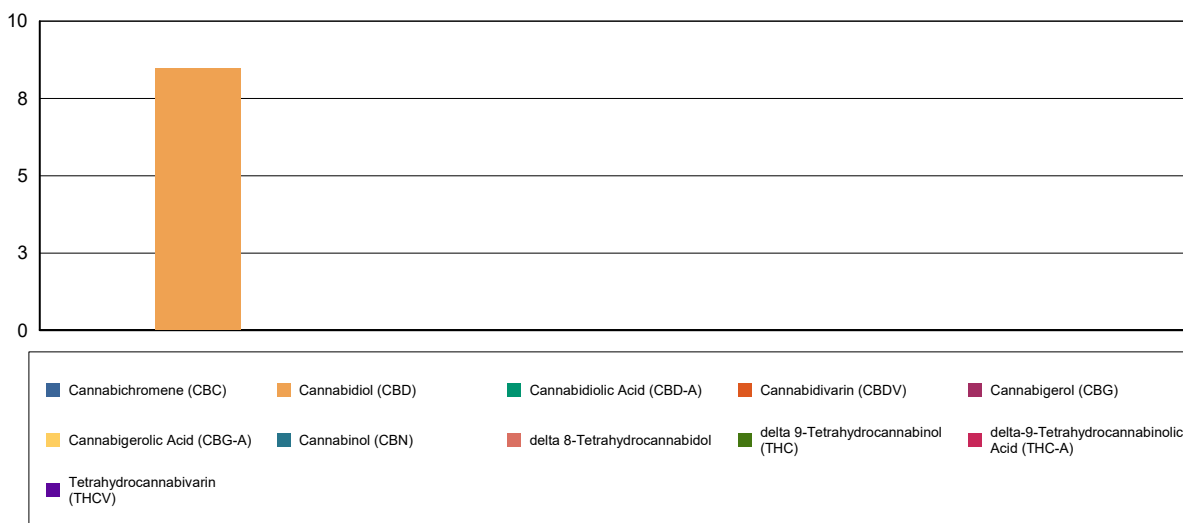 10
8
5
3
0
Cannabichromene (CBC)
Cannabidiol (CBD)
Cannabidiolic Acid (CBD-A)
Cannabidivarin (CBDV)
Cannabigerol (CBG)
Cannabigerolic Acid (CBG-A)
Cannabinol (CBN)
delta 8-Tetrahydrocannabidol
delta 9-Tetrahydrocannabinol
(THC)
delta-9-Tetrahydrocannabinolic
Acid (THC-A)
Tetrahydrocannabivarin
(THCV)